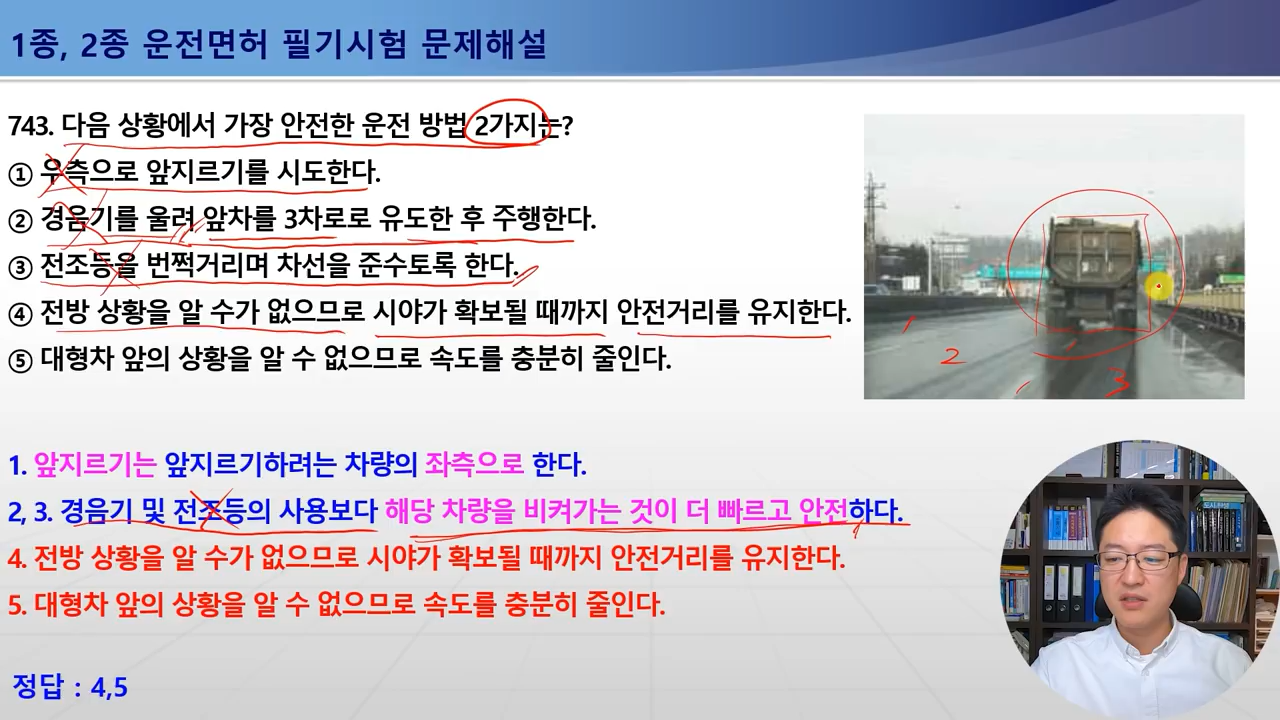 1종, 2종 운전면허 필기시험 문제해설
743. 다음 상황에서 가장 안전한 운전 방법 2가지는?
① 우측으로 앞지르기를 시도한다.
② 경음기를 울려 앞차를 3차로로 유도한 후 주행한다.
③ 전조등을 번쩍거리며 차선을 준수토록 한다.
④ 전방 상황을 알 수가 없으므로 시야가 확보될 때까지 안전거리를 유지한다.
⑤ 대형차 앞의 상황을 알 수 없으므로 속도를 충분히 줄인다.
2
3
1. 앞지르기는 앞지르기하려는 차량의 좌측으로 한다.
2, 3. 경음기 및 전조등의 사용보다 해당 차량을 비켜가는 것이 더 빠르고 안전하다.
4. 전방 상황을 알 수가 없으므로 시야가 확보될 때까지 안전거리를 유지한다.
5. 대형차 앞의 상황을 알 수 없으므로 속도를 충분히 줄인다.
정답 : 4,5